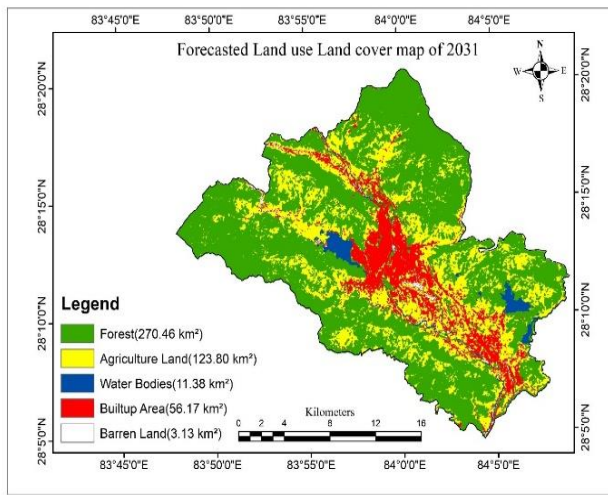 83°45'0"E 83°50'0"E 83°55'0"E 84°0'0"E 84°5'0"E
Forecasted Land use Land cover map of 2031
N
W E
S
28°20'0"N 28°20'0"N
28°15'0"N 28°15'0"N
28°10'0"N 28°10'0"N
28°5'0"N 28°5'0"N
Legend
Forest(270.46 km²)
Agriculture Land(123.80 km²)
Water Bodies(11.38 km²)
Builtup Area(56.17 km²)
Barren Land(3.13 km²)
Kilometers
0 2 4 8 12 16
83°45'0"E 83°50'0"E 83°55'0"E 84°0'0"E 84°5'0"E